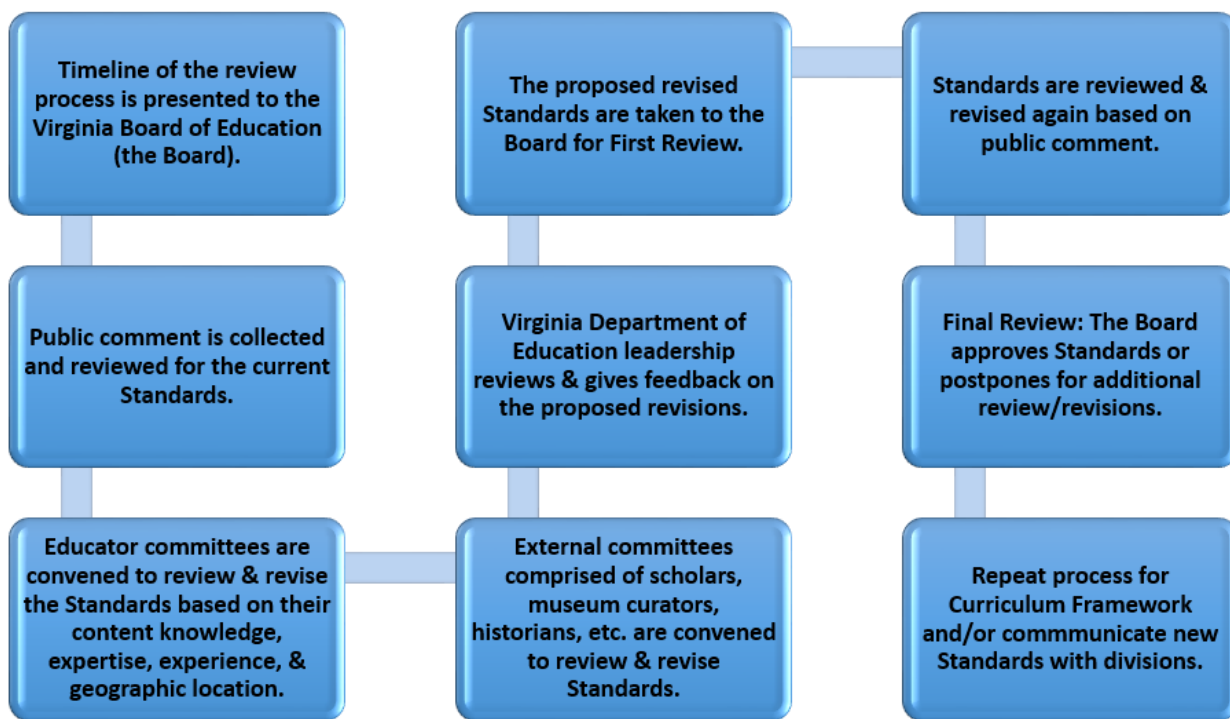 Timeline of the review
process is presented to the
Virginia Board of Education
(the Board).
Public comment is collected
and reviewed for the current
Standards.
Educator committees are
convened to review & revise
the Standards based on their
content knowledge,
expertise, experience, &
geographic location.
External committees
comprised of scholars,
museum curators,
historians, etc. are convened
to review & revise
Standards.
Virginia Department of
Education leadership
reviews & gives feedback on
the proposed revisions.
The proposed revised
Standards are taken to the
Board for First Review.
Standards are reviewed &
revised again based on
public comment.
Final Review: The Board
approves Standards or
postpones for additional
review/revisions.
Repeat process for
Curriculum Framework
and/or commmunicate new
Standards with divisions.